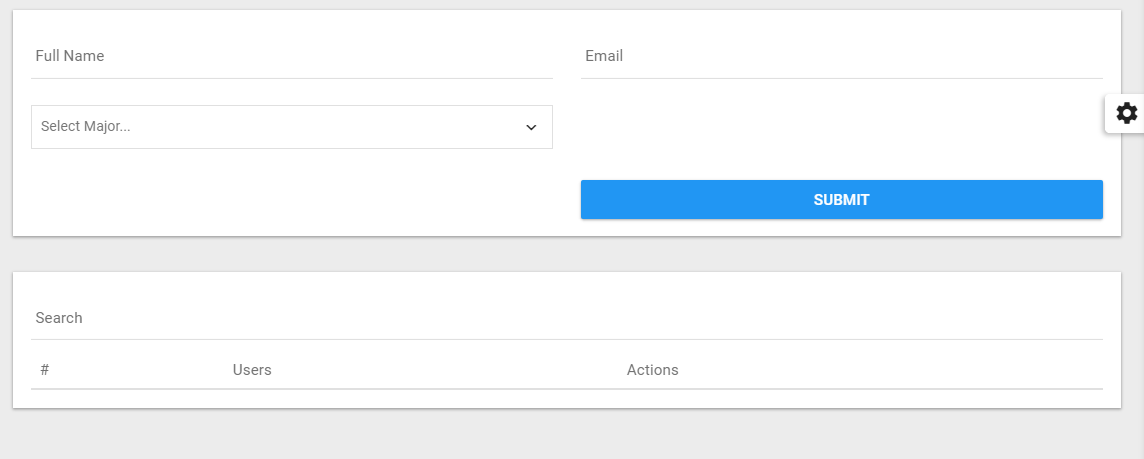 Full Name
Email
Select Major...
SUBMIT
Search
# Users Actions